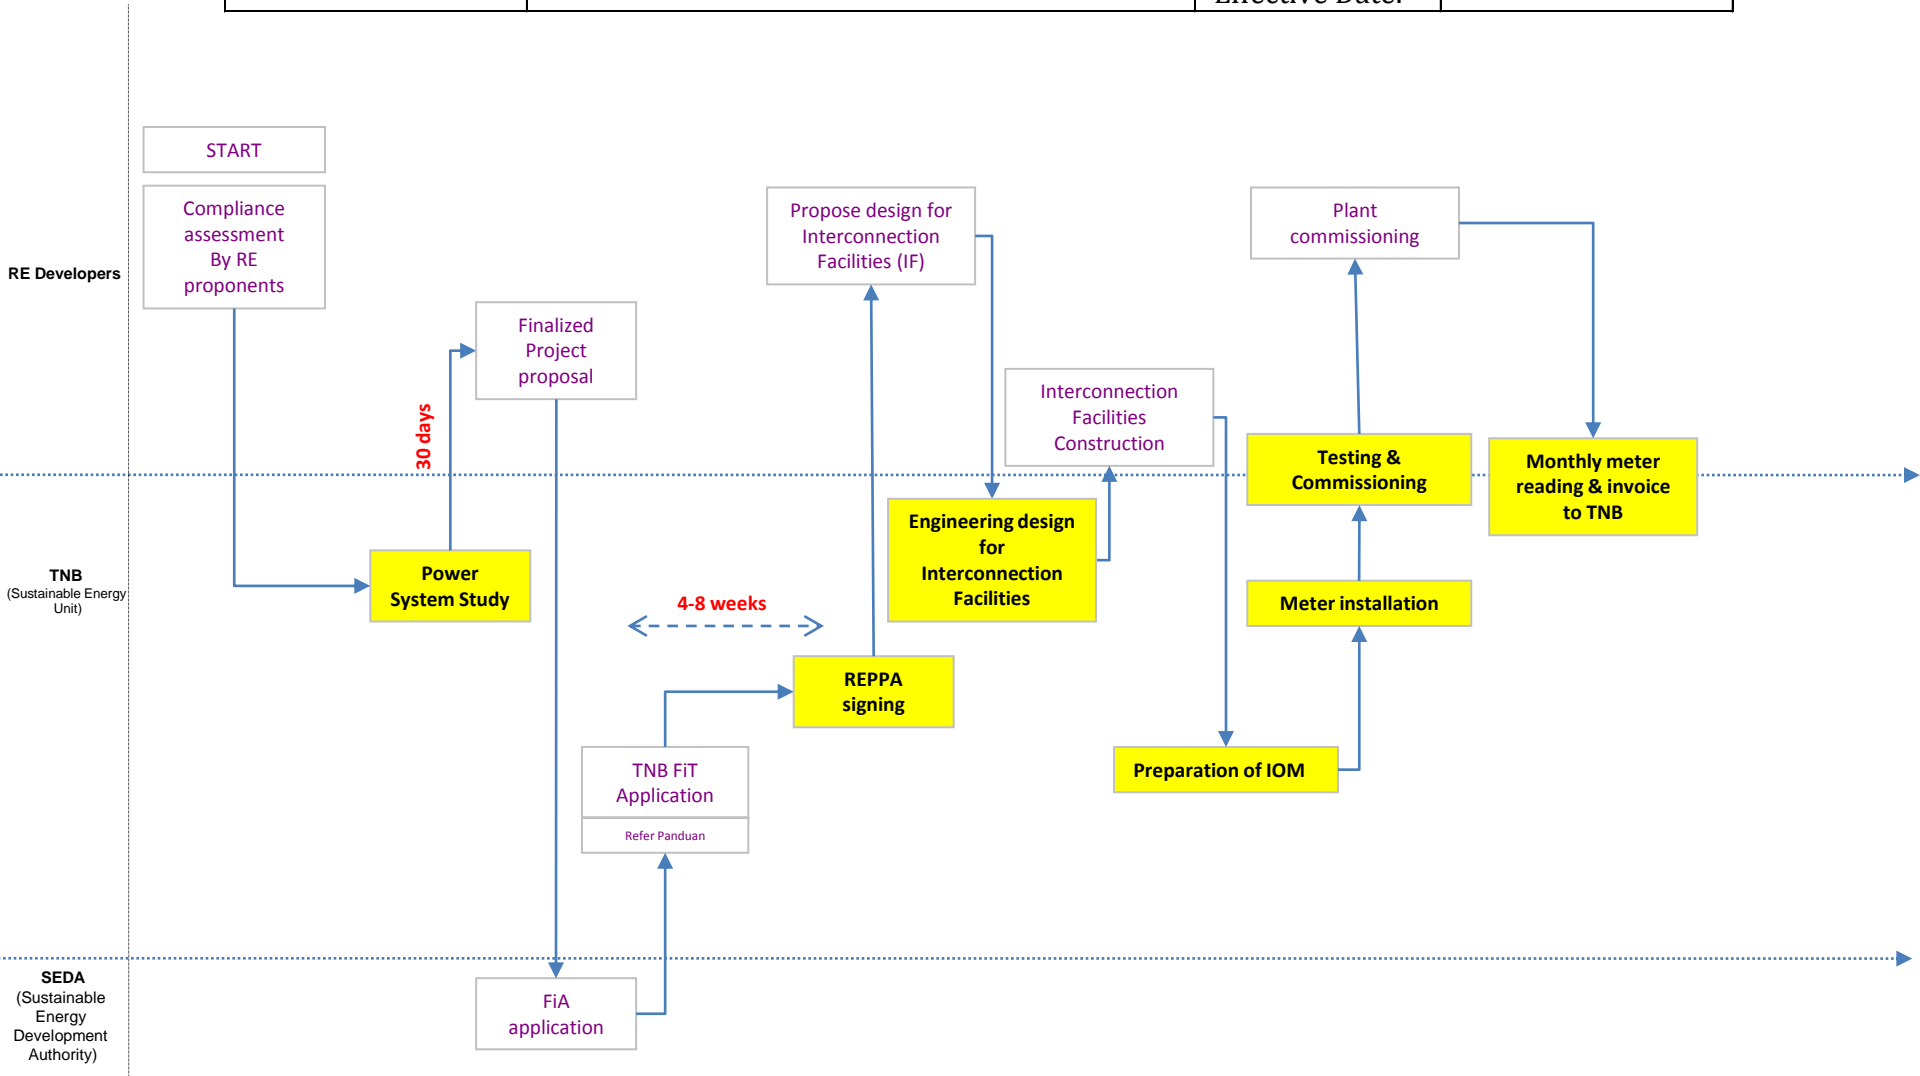 Effective Date:
START
Compliance
assessment
By RE
proponents
RE Developers
Finalized
Project
proposal
30 days
Propose design for
Interconnection
Facilities (IF)
Interconnection
Facilities
Construction
Plant
commissioning
Testing &
Commissioning
Monthly meter
reading & invoice
to TNB
TNB
(Sustainable Energy
Unit)
Power
System Study
4-8 weeks
Engineering design
for
Interconnection
Facilities
Meter installation
REPPA
signing
TNB FiT
Application
Refer Panduan
Preparation of IOM
SEDA
(Sustainable
Energy
Development
Authority)
FiA
application